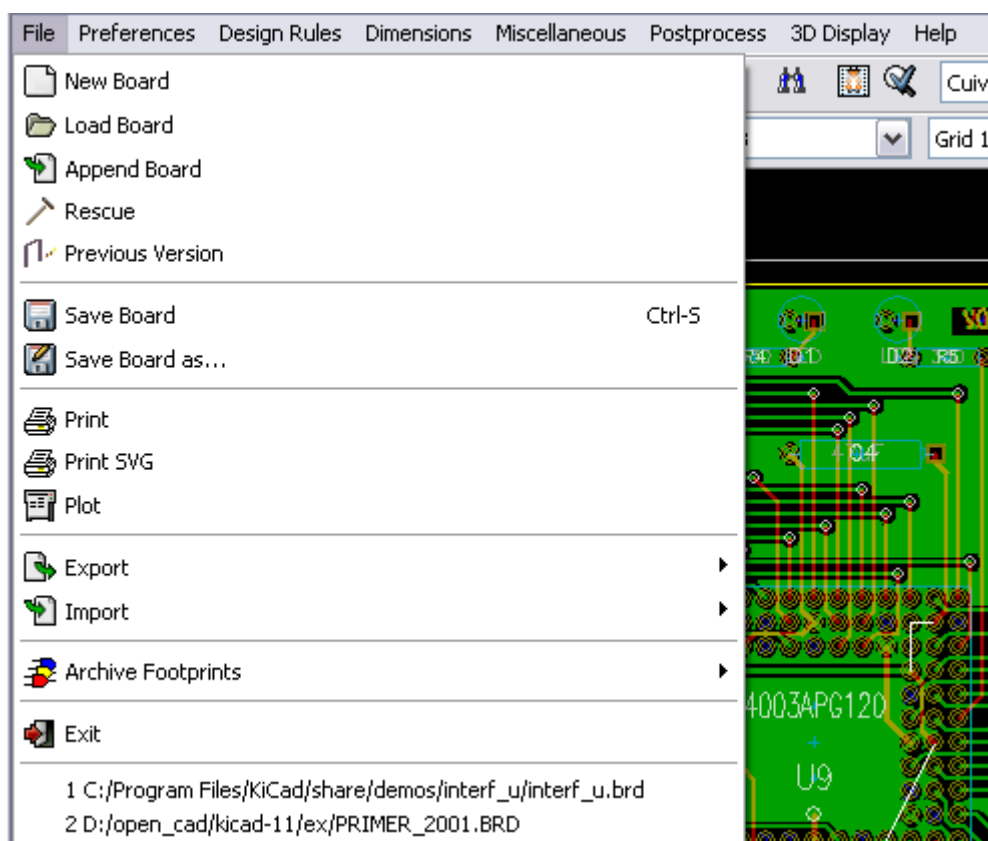 File Preferences Design Rules Dimensions Miscellaneous Postprocess 3D Display Help
New Board
Cuiv
Load Board
Grid 1
Append Board
Rescue
Previous Version
Save Board Ctrl-S
Save Board as...
Print
Print SVG
Plot
Export
Import
Archive Footprints
4003APG120
Exit
U9
1 C:/Program Files/KiCad/share/demos/interf_u/interf_u.brd
2 D:/open_cad/kicad-11/ex/PRIMER_2001.BRD